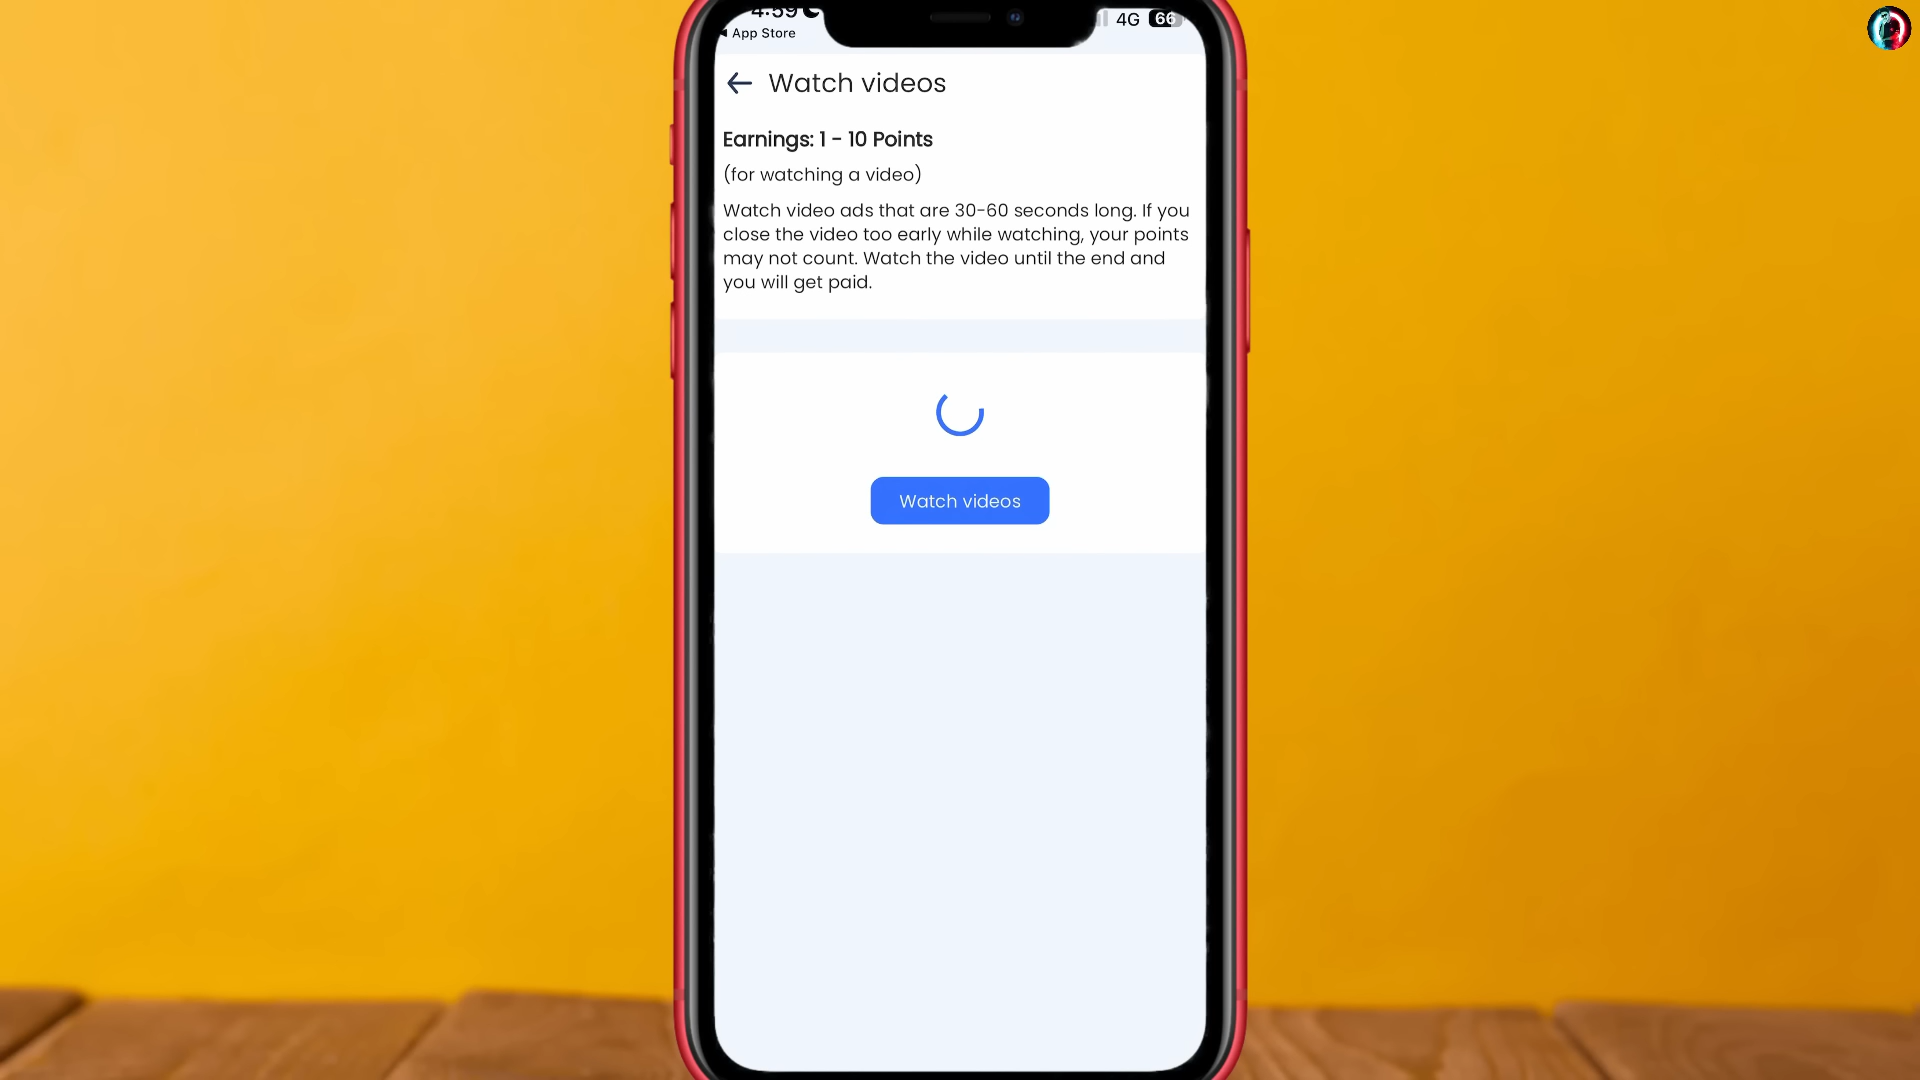 4:59
4G 66
App Store
Watch videos
Earnings: 1 - 10 Points
(for watching a video)
Watch video ads that are 30-60 seconds long. If you
close the video too early while watching, your points
may not count. Watch the video until the end and
you will get paid.
Watch videos